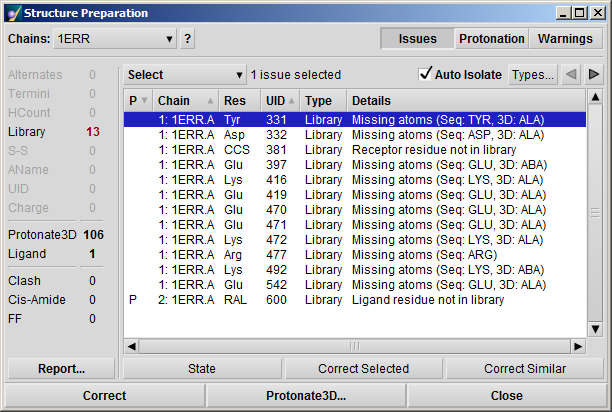 Structure Preparation
Chains: 1ERR ? Issues Protonation Warnings
Alternates 0
Termini 0
HCount 0
Library 13
S-S 0
AName 0
UID 0
Charge 0
Protonate3D 106
Ligand 1
Clash 0
Cis-Amide 0
FF 0
Select 1 issue selected Auto Isolate Types...
P Chain Res UID Type Details
1: 1ERR.A Tyr 331 Library Missing atoms (Seq: TYR, 3D: ALA)
1: 1ERR.A Asp 332 Library Missing atoms (Seq: ASP, 3D: ALA)
1: 1ERR.A CCS 381 Library Receptor residue not in library
1: 1ERR.A Glu 397 Library Missing atoms (Seq: GLU, 3D: ABA)
1: 1ERR.A Lys 416 Library Missing atoms (Seq: LYS, 3D: ALA)
1: 1ERR.A Glu 419 Library Missing atoms (Seq: GLU, 3D: ALA)
1: 1ERR.A Glu 470 Library Missing atoms (Seq: GLU, 3D: ALA)
1: 1ERR.A Glu 471 Library Missing atoms (Seq: GLU, 3D: ALA)
1: 1ERR.A Lys 472 Library Missing atoms (Seq: LYS, 3D: ALA)
1: 1ERR.A Arg 477 Library Missing atoms (Seq: ARG)
1: 1ERR.A Lys 492 Library Missing atoms (Seq: LYS, 3D: ABA)
1: 1ERR.A Glu 542 Library Missing atoms (Seq: GLU, 3D: ALA)
P 2: 1ERR.A RAL 600 Library Ligand residue not in library
Report... State Correct Selected Correct Similar
Correct Protonate3D... Close